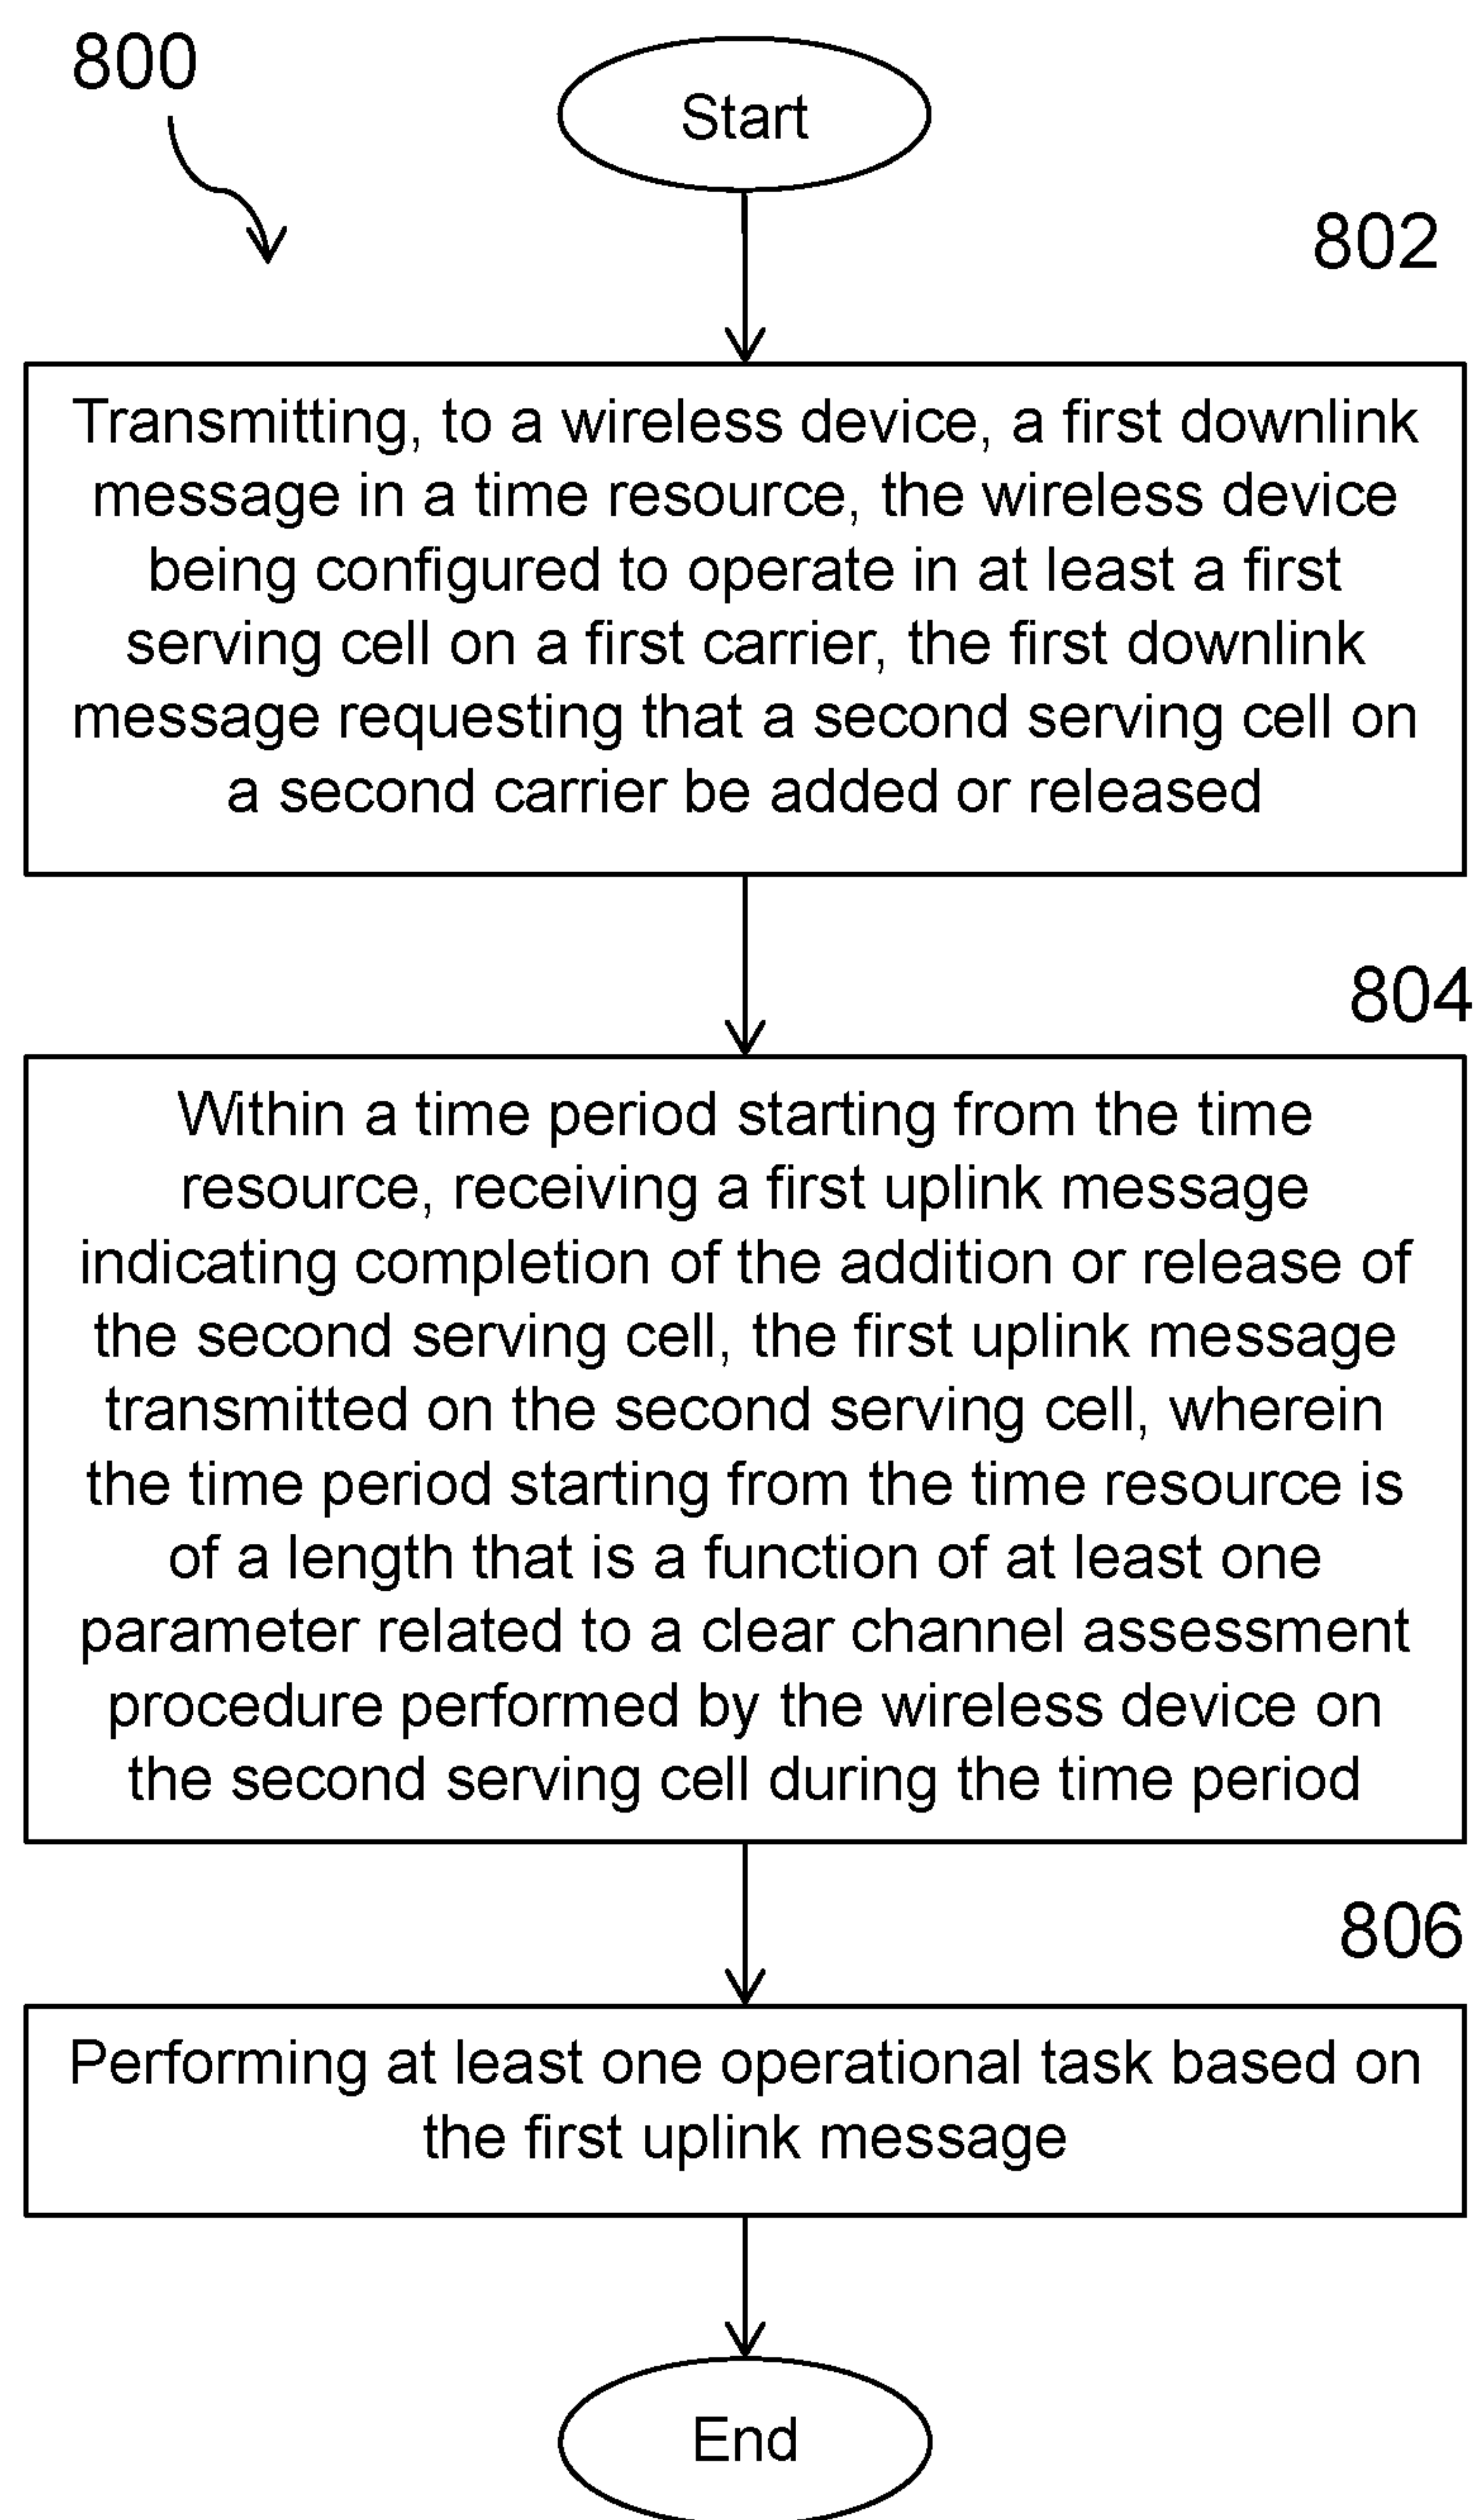 800
Start
802
Transmitting, to a wireless device, a first downlink
message in a time resource, the wireless device
being configured to operate in at least a first
serving cell on a first carrier, the first downlink
message requesting that a second serving cell on
a second carrier be added or released
804
Within a time period starting from the time
resource, receiving a first uplink message
indicating completion of the addition or release of
the second serving cell, the first uplink message
transmitted on the second serving cell, wherein
the time period starting from the time resource is
of a length that is a function of at least one
parameter related to a clear channel assessment
procedure performed by the wireless device on
the second serving cell during the time period
806
Performing at least one operational task based on
the first uplink message
End